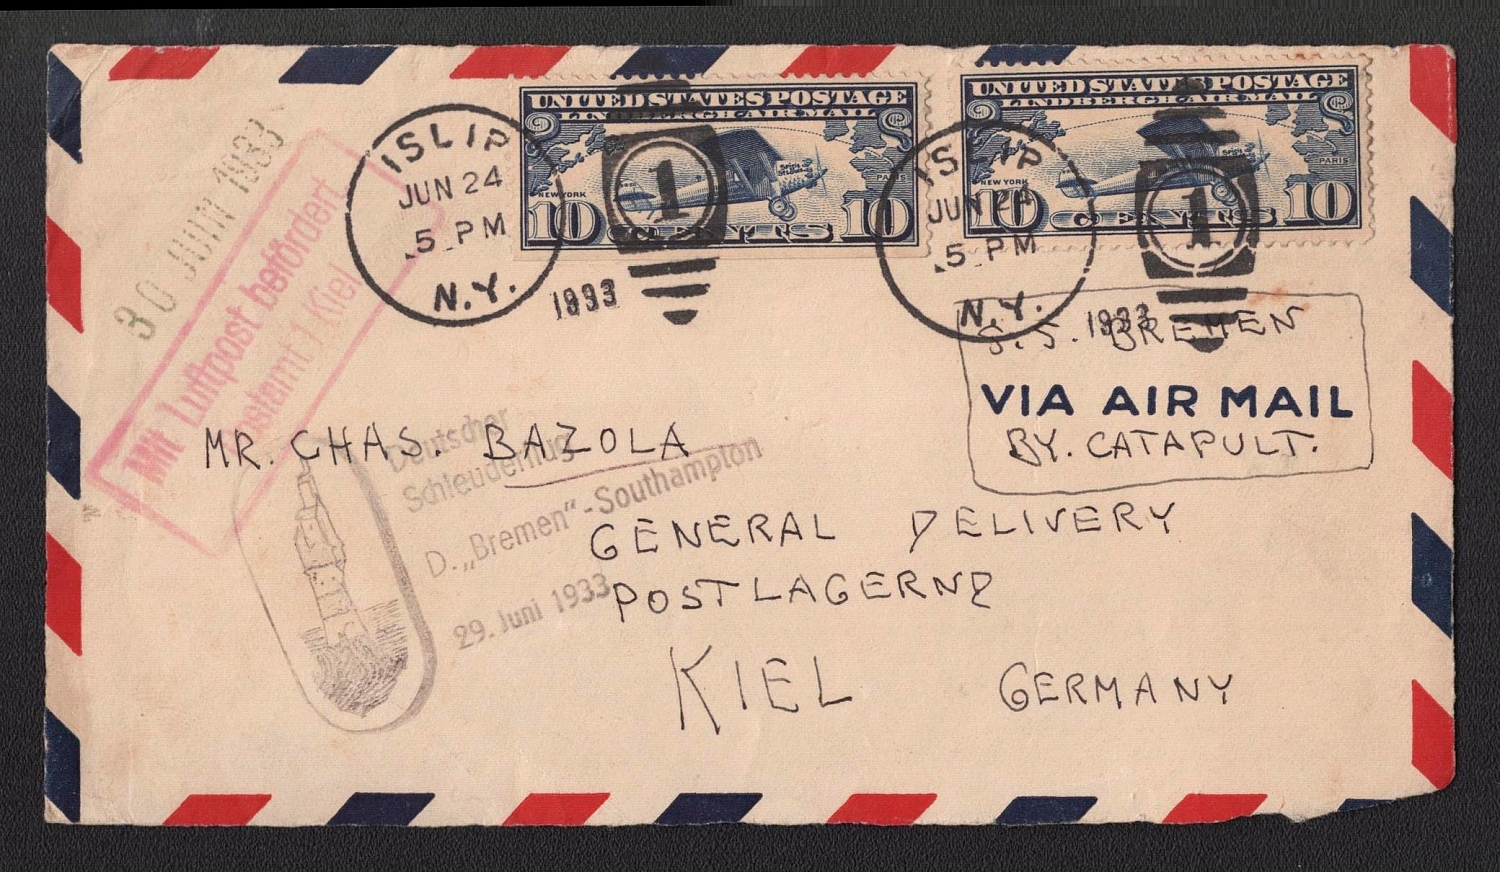 UNITED STATES POSTAGE
LINDBERGH AIR MAIL
NEW YORK
PARIS
10 CENTS 10
UNITED STATES POSTAGE
LINDBERGH AIR MAIL
NEW YORK
PARIS
10 CENTS 10
ISLIP
JUN 24
5 PM
N.Y.
1933
1
ISLIP
JUN 24
5 PM
N.Y.
1933
1
30 JUNI 1933
Mit Luftpost befördert
Postamt 1 Kiel
S.S. BREMEN
VIA AIR MAIL
BY. CATAPULT.
Deutscher
Schleuderflug
D. „Bremen"-Southampton
29. Juni 1933
MR. CHAS. BAZOLA
GENERAL DELIVERY
POSTLAGERND
KIEL GERMANY